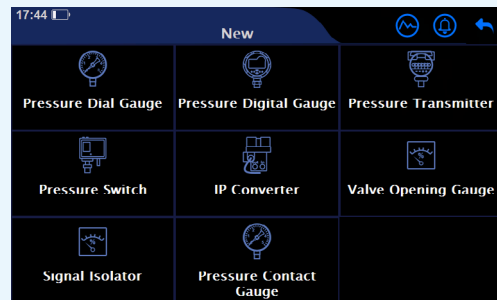 17:44
New
Pressure Dial Gauge
Pressure Digital Gauge
Pressure Transmitter
Pressure Switch
IP Converter
%
Valve Opening Gauge
%
Signal Isolator
Pressure Contact
Gauge